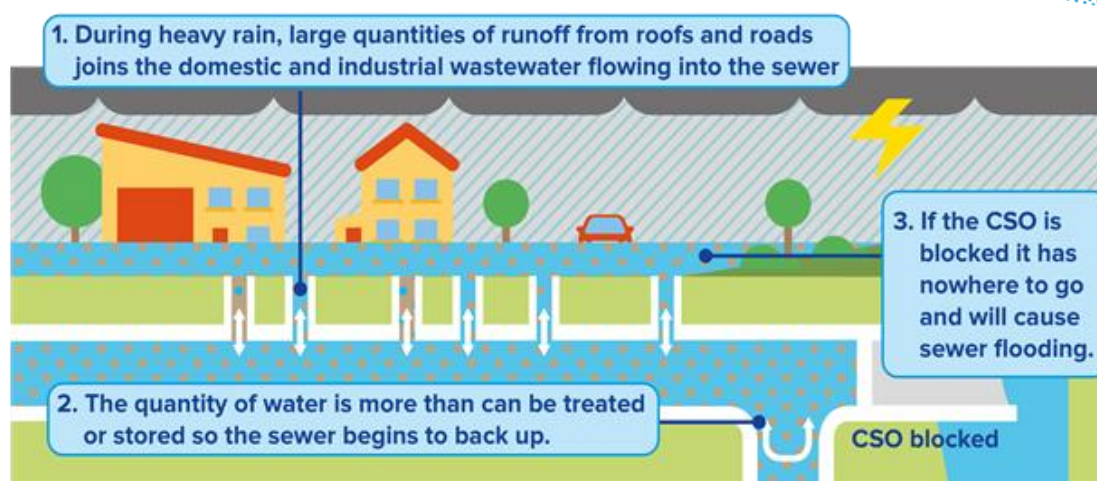 1. During heavy rain, large quantities of runoff from roofs and roads
joins the domestic and industrial wastewater flowing into the sewer
3. If the CSO is
blocked it has
nowhere to go
and will cause
sewer flooding.
2. The quantity of water is more than can be treated
or stored so the sewer begins to back up.
CSO blocked